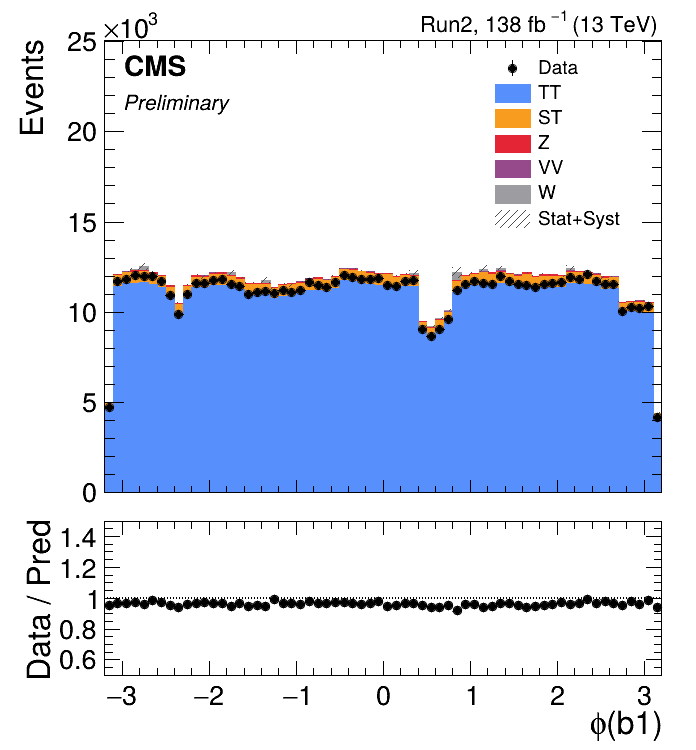 ×10³
Run2, 138 fb⁻¹ (13 TeV)
Events
25
20
15
10
5
0
CMS
Preliminary
Data
TT
ST
Z
VV
W
Stat+Syst
Data / Pred
1.4
1.2
1
0.8
0.6
−3 −2 −1 0 1 2 3
ϕ(b1)